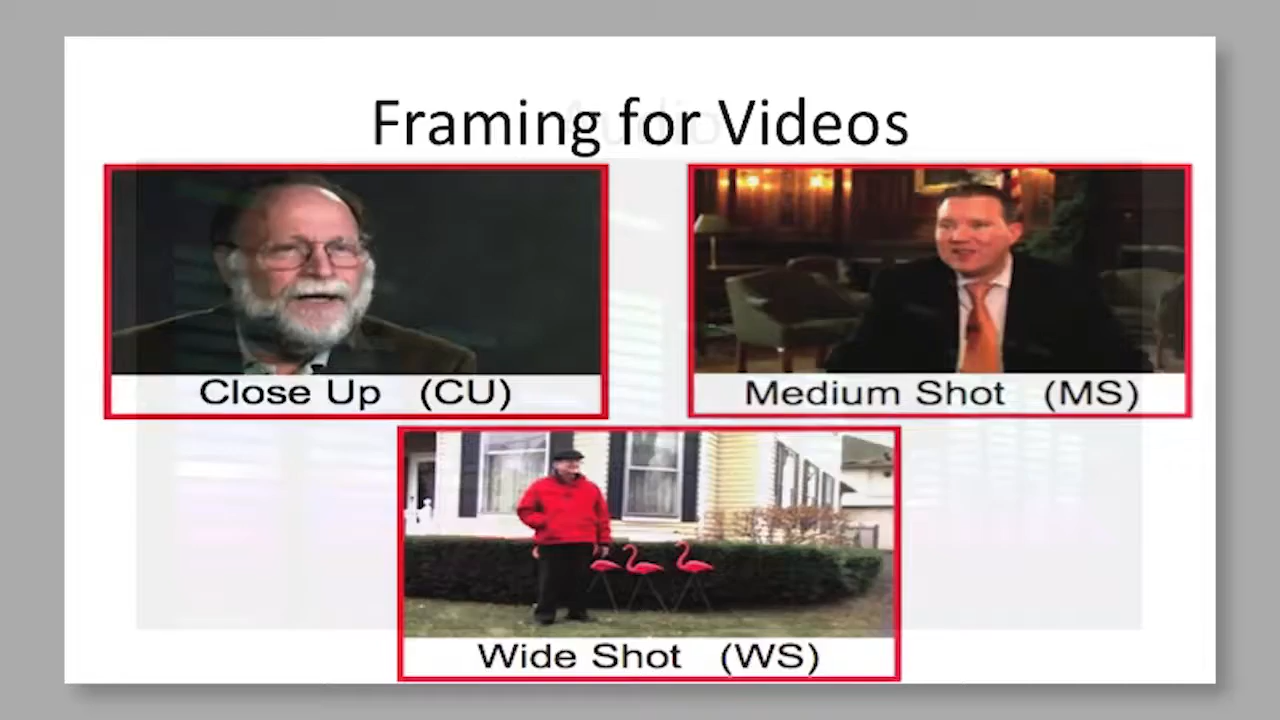 Framing for Videos
Close Up (CU)
Medium Shot (MS)
Wide Shot (WS)